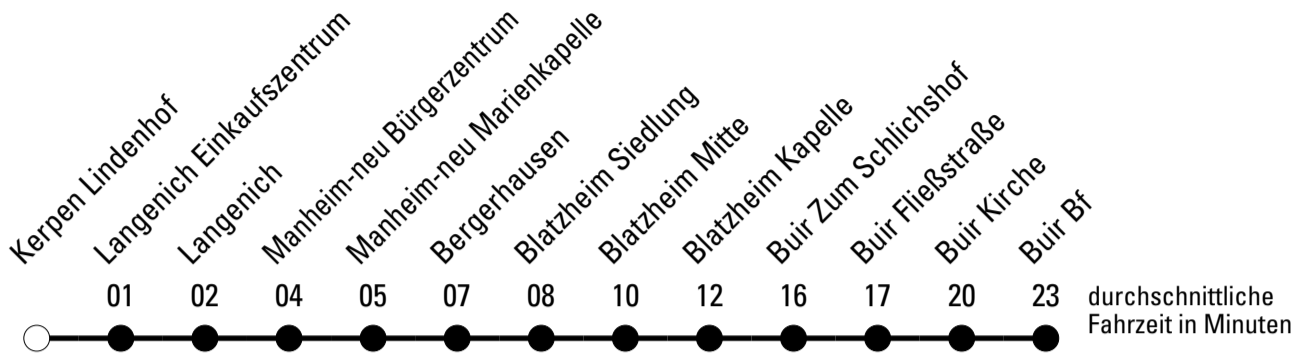 Kerpen Lindenhof
Langenich Einkaufszentrum
Langenich
Manheim-neu Bürgerzentrum
Manheim-neu Marienkapelle
Bergerhausen
Blatzheim Siedlung
Blatzheim Mitte
Blatzheim Kapelle
Buir Zum Schlichshof
Buir Fließstraße
Buir Kirche
Buir Bf
01 02 04 05 07 08 10 12 16 17 20 23
durchschnittliche
Fahrzeit in Minuten